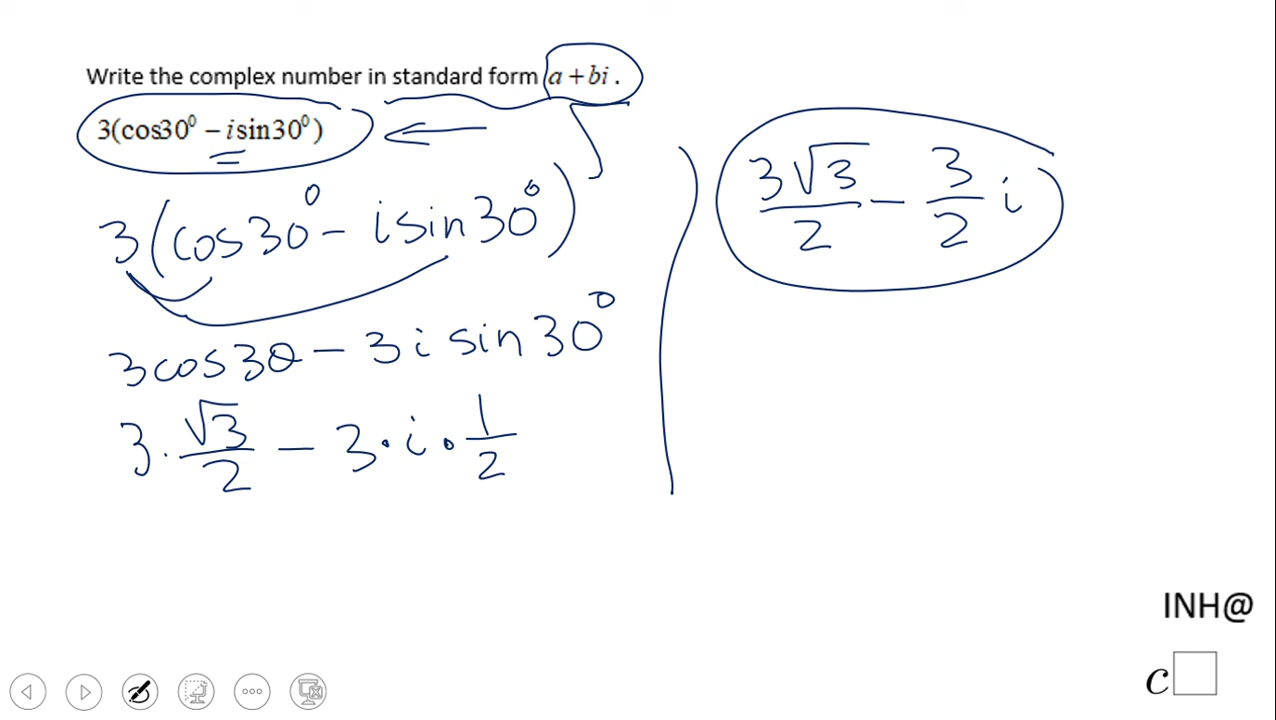 Write the complex number in standard form a + bi .
3(cos30⁰ − isin30⁰)
3(cos30⁰ − isin30⁰)
3cos30 − 3i sin30⁰
3·√3/2 − 3·i·1/2
3√3/2 − 3/2 i
INH@
c